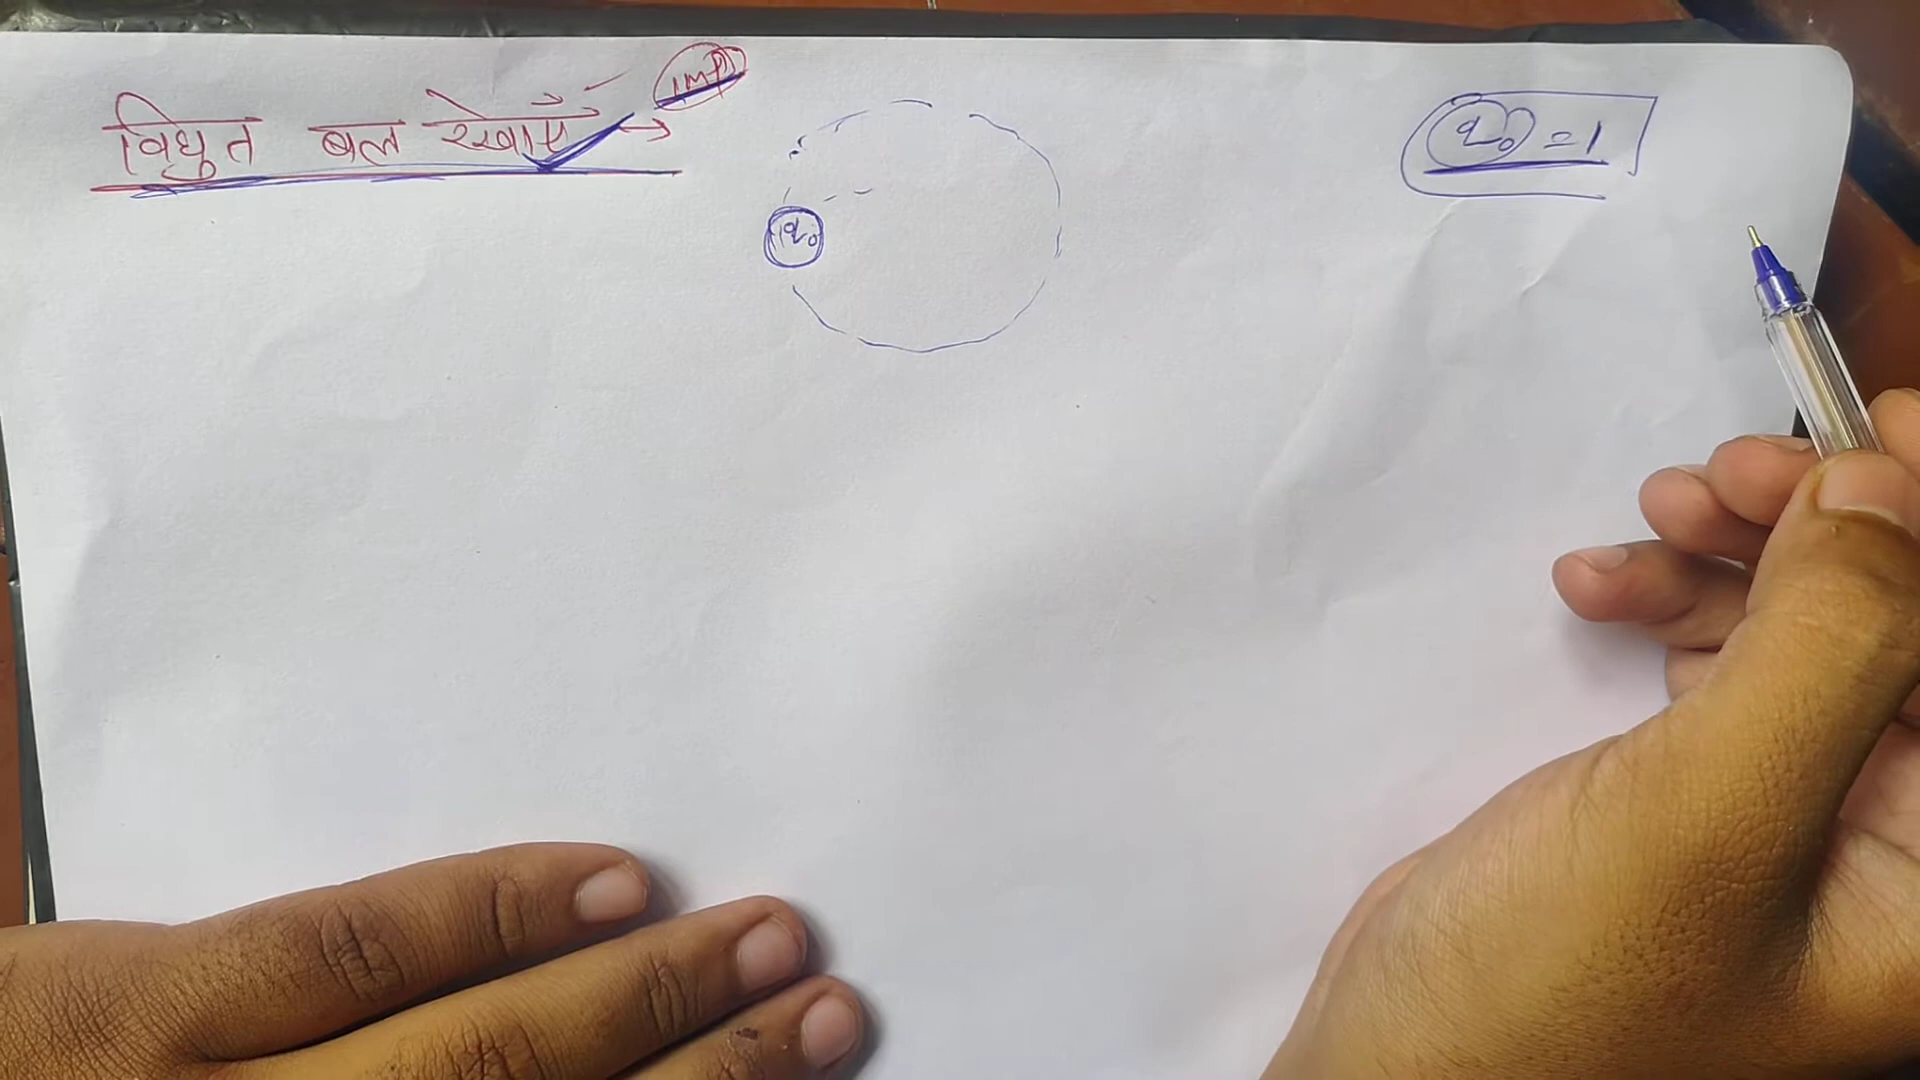 विधुत बल रेखाएँ → imp
q₀ = 1
q₀